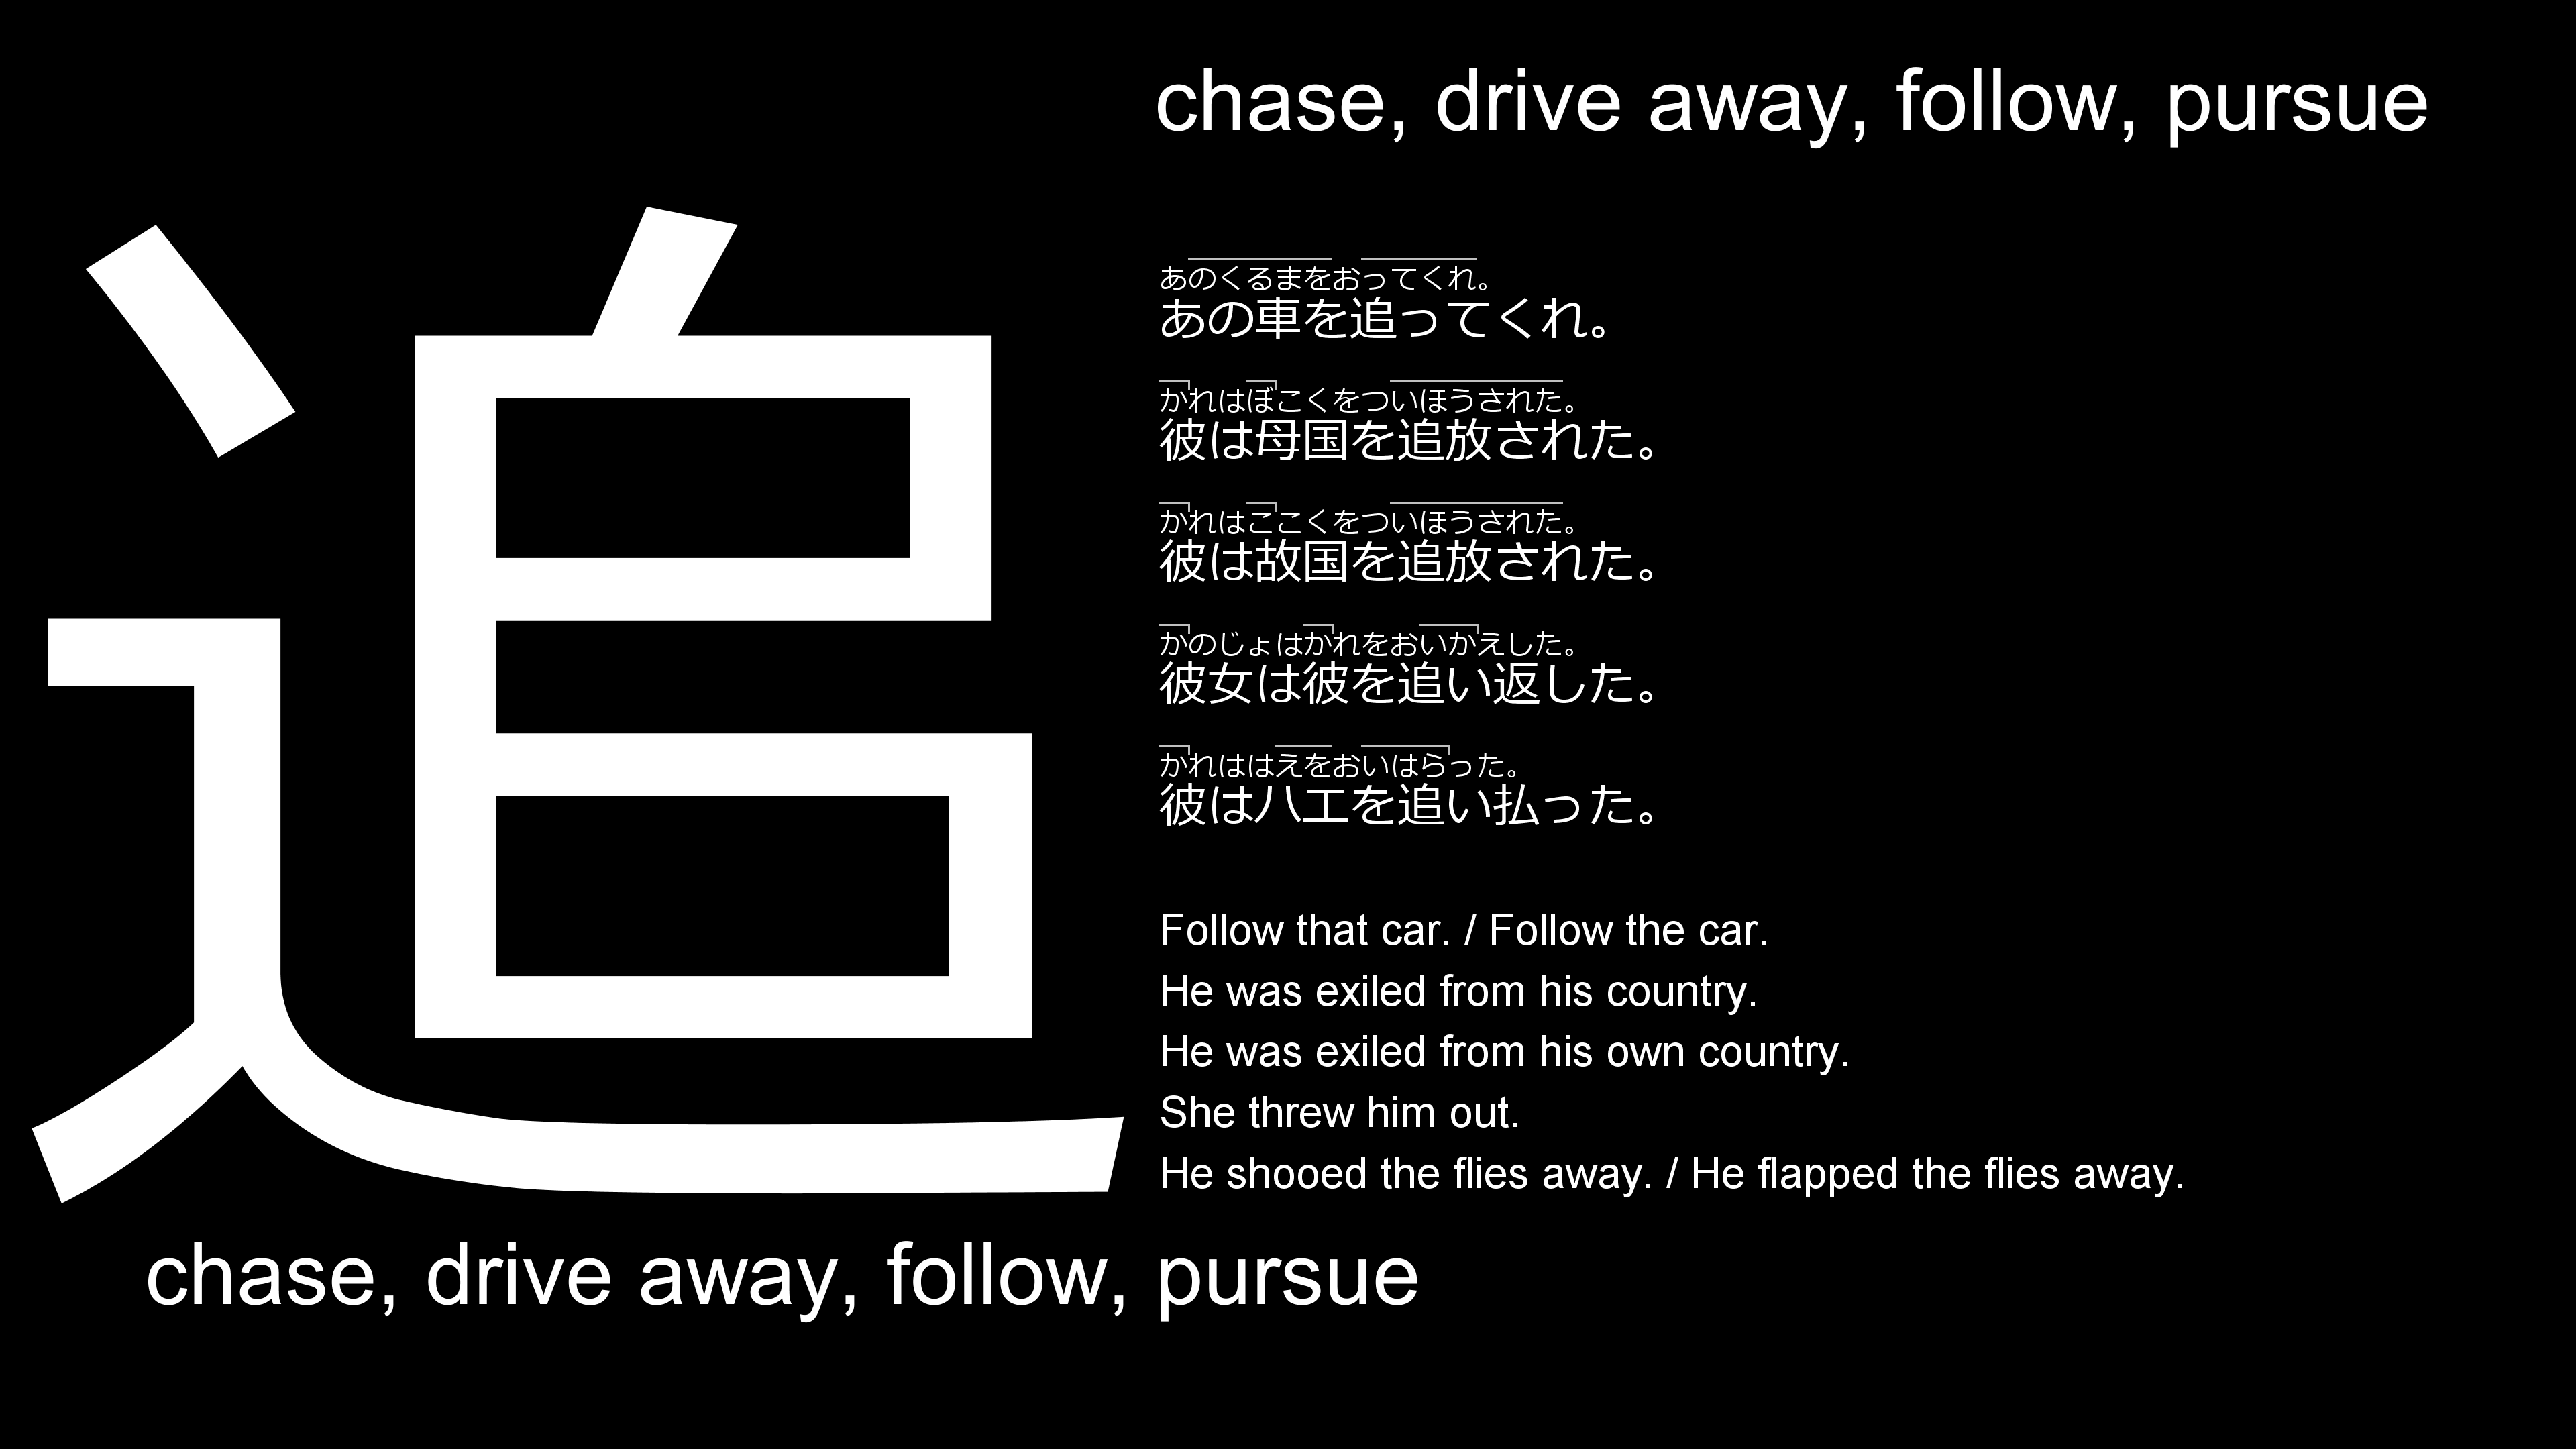 chase, drive away, follow, pursue
追
あのくるまをおってくれ。
あの車を追ってくれ。
かれはぼこくをついほうされた。
彼は母国を追放された。
かれはここくをついほうされた。
彼は故国を追放された。
かのじょはかれをおいかえした。
彼女は彼を追い返した。
かれははえをおいはらった。
彼はハエを追い払った。
Follow that car. / Follow the car.
He was exiled from his country.
He was exiled from his own country.
She threw him out.
He shooed the flies away. / He flapped the flies away.
chase, drive away, follow, pursue